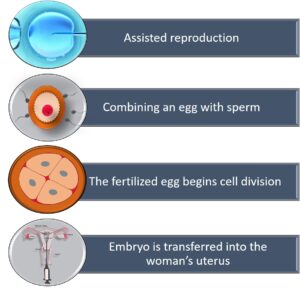 Assisted reproduction
Combining an egg with sperm
The fertilized egg begins cell division
Embryo is transferred into the
woman's uterus